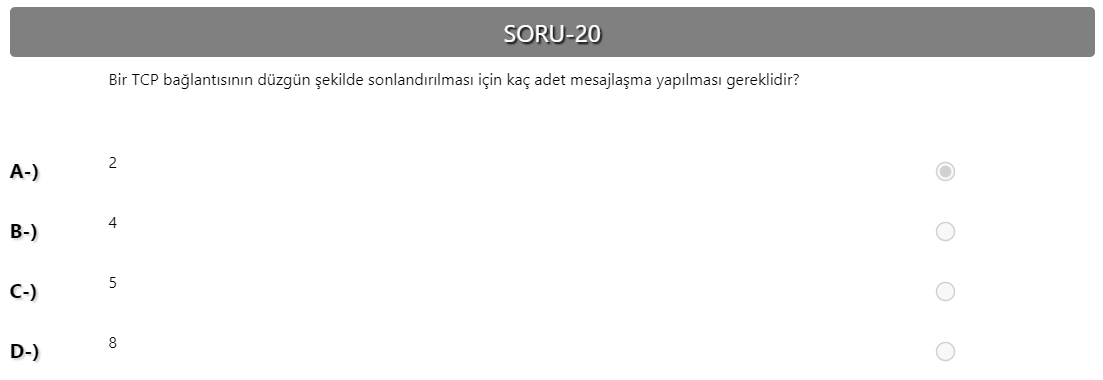 SORU-20
Bir TCP bağlantısının düzgün şekilde sonlandırılması için kaç adet mesajlaşma yapılması gereklidir?
A-) 2
B-) 4
C-) 5
D-) 8